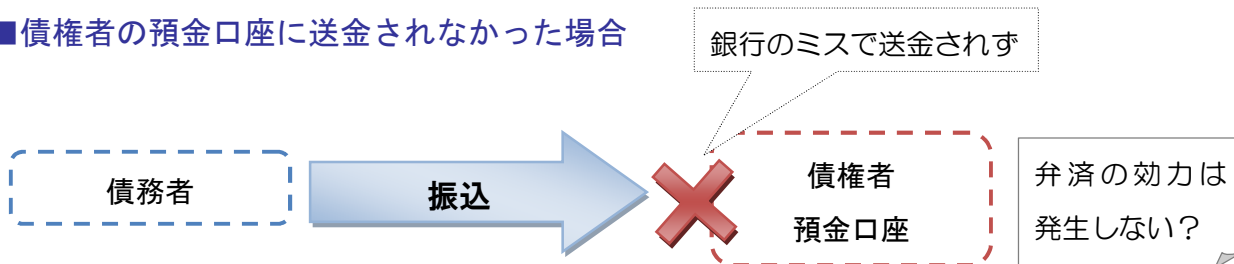 ■債権者の預金口座に送金されなかった場合
銀行のミスで送金されず
債務者
振込
債権者
預金口座
弁済の効力は
発生しない？